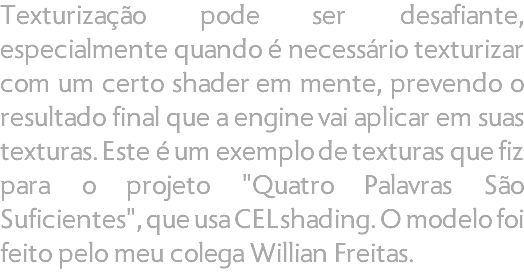 Texturização pode ser desafiante,
especialmente quando é necessário texturizar
com um certo shader em mente, prevendo o
resultado final que a engine vai aplicar em suas
texturas. Este é um exemplo de texturas que fiz
para o projeto "Quatro Palavras São
Suficientes", que usa CELshading. O modelo foi
feito pelo meu colega Willian Freitas.